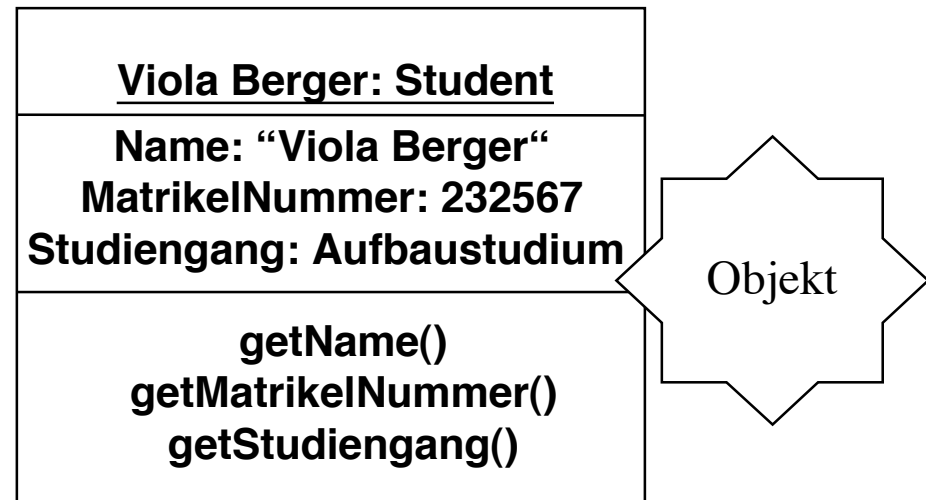 Viola Berger: Student
Name: “Viola Berger“
MatrikelNummer: 232567
Studiengang: Aufbaustudium
Objekt
getName()
getMatrikelNummer()
getStudiengang()